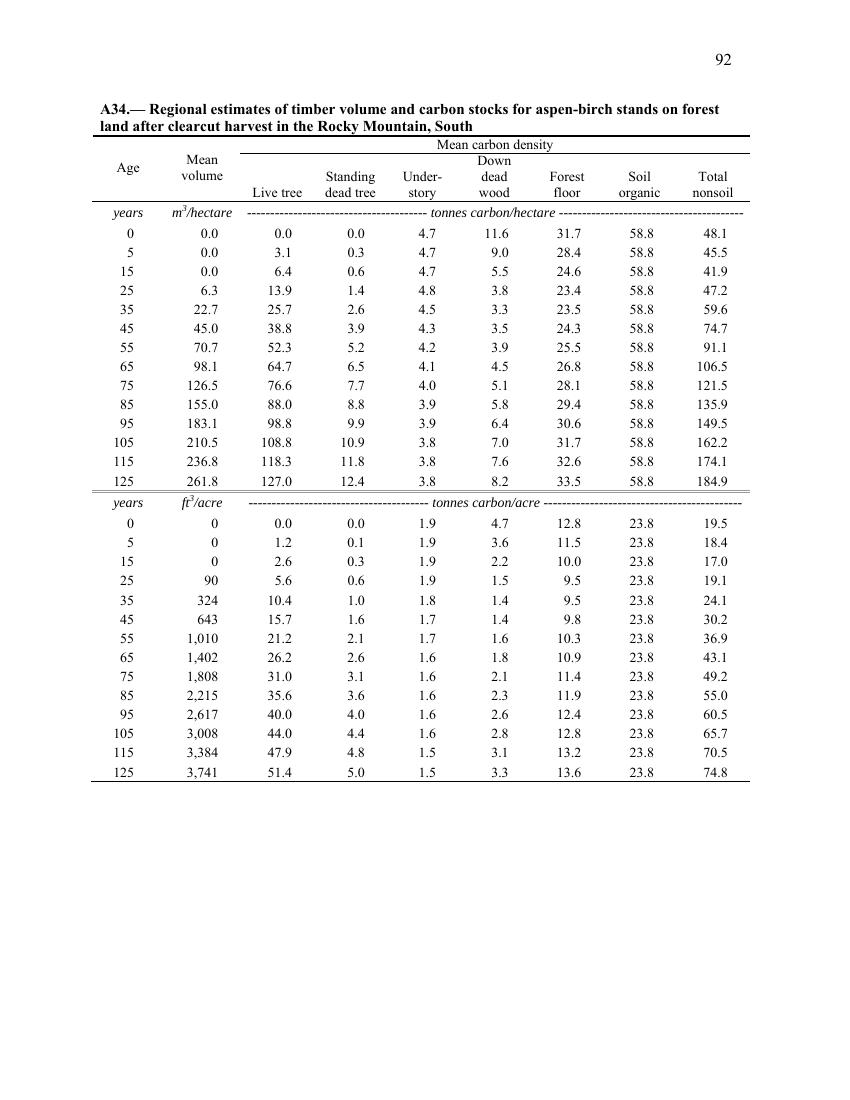 92
A34.— Regional estimates of timber volume and carbon stocks for aspen-birch stands on forest
land after clearcut harvest in the Rocky Mountain, South
Age Mean volume Mean carbon density
Live tree Standing dead tree Under-story Down dead wood Forest floor Soil organic Total nonsoil
years m³/hectare --------------------------------------- tonnes carbon/hectare ----------------------------------------
0 0.0 0.0 0.0 4.7 11.6 31.7 58.8 48.1
5 0.0 3.1 0.3 4.7 9.0 28.4 58.8 45.5
15 0.0 6.4 0.6 4.7 5.5 24.6 58.8 41.9
25 6.3 13.9 1.4 4.8 3.8 23.4 58.8 47.2
35 22.7 25.7 2.6 4.5 3.3 23.5 58.8 59.6
45 45.0 38.8 3.9 4.3 3.5 24.3 58.8 74.7
55 70.7 52.3 5.2 4.2 3.9 25.5 58.8 91.1
65 98.1 64.7 6.5 4.1 4.5 26.8 58.8 106.5
75 126.5 76.6 7.7 4.0 5.1 28.1 58.8 121.5
85 155.0 88.0 8.8 3.9 5.8 29.4 58.8 135.9
95 183.1 98.8 9.9 3.9 6.4 30.6 58.8 149.5
105 210.5 108.8 10.9 3.8 7.0 31.7 58.8 162.2
115 236.8 118.3 11.8 3.8 7.6 32.6 58.8 174.1
125 261.8 127.0 12.4 3.8 8.2 33.5 58.8 184.9
years ft³/acre --------------------------------------- tonnes carbon/acre -------------------------------------------
0 0 0.0 0.0 1.9 4.7 12.8 23.8 19.5
5 0 1.2 0.1 1.9 3.6 11.5 23.8 18.4
15 0 2.6 0.3 1.9 2.2 10.0 23.8 17.0
25 90 5.6 0.6 1.9 1.5 9.5 23.8 19.1
35 324 10.4 1.0 1.8 1.4 9.5 23.8 24.1
45 643 15.7 1.6 1.7 1.4 9.8 23.8 30.2
55 1,010 21.2 2.1 1.7 1.6 10.3 23.8 36.9
65 1,402 26.2 2.6 1.6 1.8 10.9 23.8 43.1
75 1,808 31.0 3.1 1.6 2.1 11.4 23.8 49.2
85 2,215 35.6 3.6 1.6 2.3 11.9 23.8 55.0
95 2,617 40.0 4.0 1.6 2.6 12.4 23.8 60.5
105 3,008 44.0 4.4 1.6 2.8 12.8 23.8 65.7
115 3,384 47.9 4.8 1.5 3.1 13.2 23.8 70.5
125 3,741 51.4 5.0 1.5 3.3 13.6 23.8 74.8